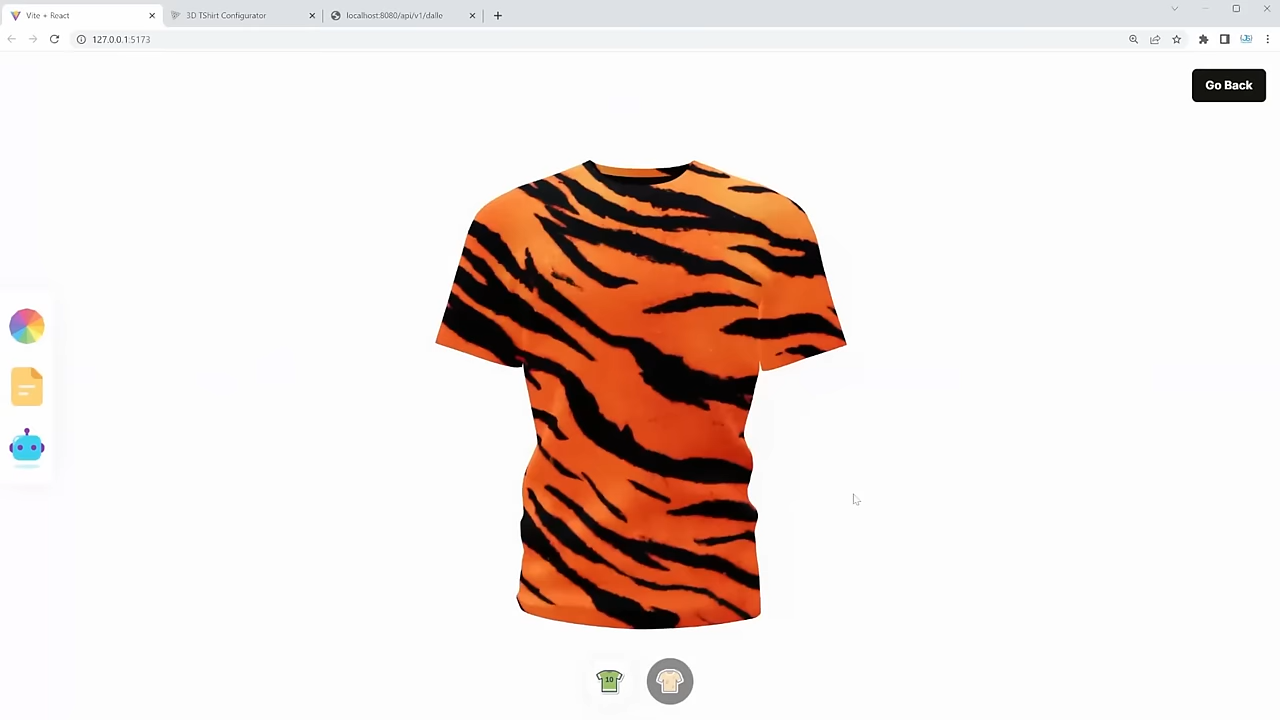 Vite + React
3D TShirt Configurator
localhost:8080/api/v1/dalle
127.0.0.1:5173
Go Back
10